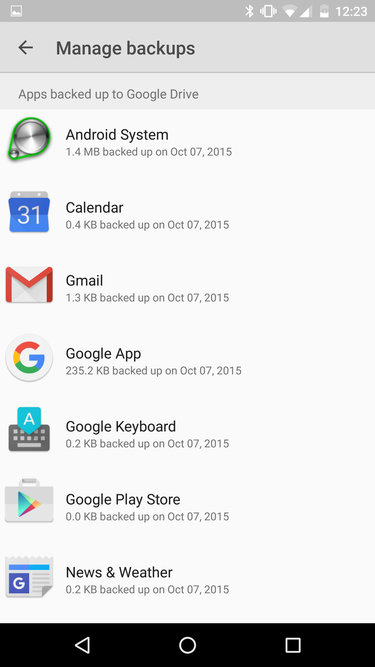 12:23
Manage backups
Apps backed up to Google Drive
Android System
1.4 MB backed up on Oct 07, 2015
31
Calendar
0.4 KB backed up on Oct 07, 2015
Gmail
1.3 KB backed up on Oct 07, 2015
G
Google App
235.2 KB backed up on Oct 07, 2015
A
Google Keyboard
0.2 KB backed up on Oct 07, 2015
Google Play Store
0.0 KB backed up on Oct 07, 2015
G
News & Weather
0.2 KB backed up on Oct 07, 2015